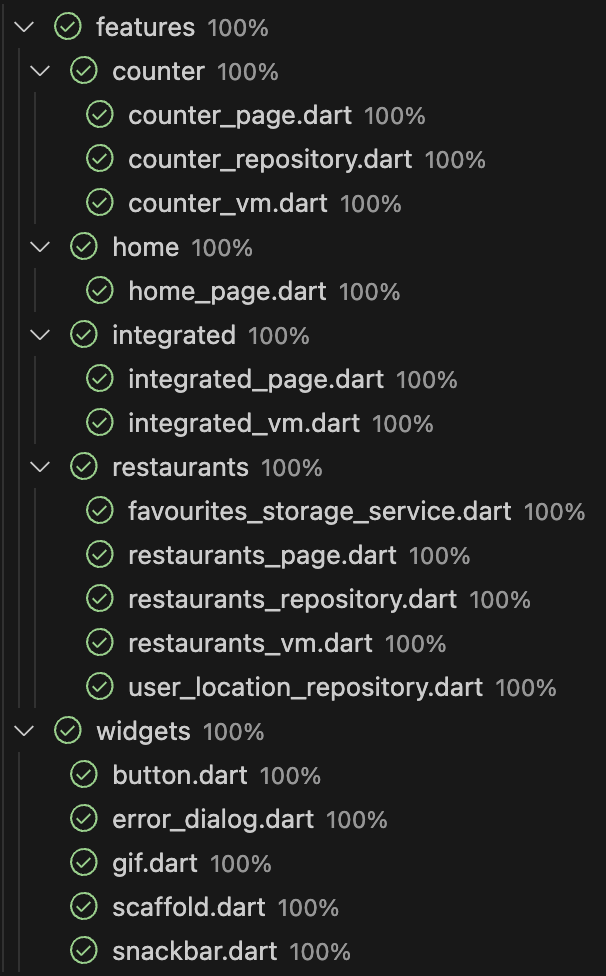 features 100%
counter 100%
counter_page.dart 100%
counter_repository.dart 100%
counter_vm.dart 100%
home 100%
home_page.dart 100%
integrated 100%
integrated_page.dart 100%
integrated_vm.dart 100%
restaurants 100%
favourites_storage_service.dart 100%
restaurants_page.dart 100%
restaurants_repository.dart 100%
restaurants_vm.dart 100%
user_location_repository.dart 100%
widgets 100%
button.dart 100%
error_dialog.dart 100%
gif.dart 100%
scaffold.dart 100%
snackbar.dart 100%